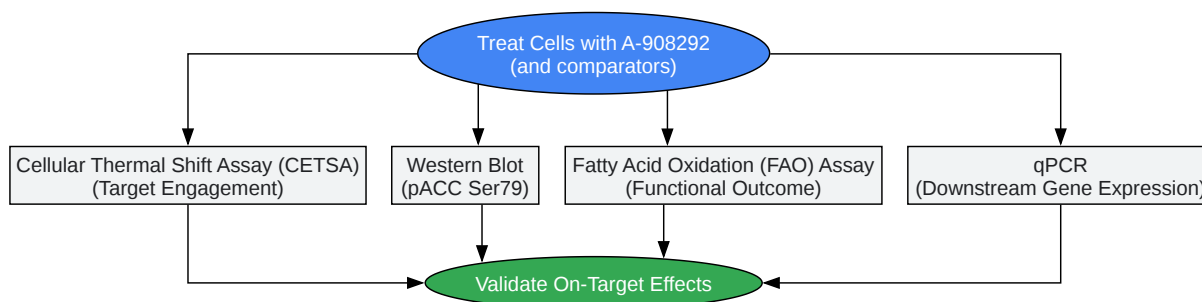 Treat Cells with A-908292
(and comparators)
Cellular Thermal Shift Assay (CETSA)
(Target Engagement)
Western Blot
(pACC Ser79)
Fatty Acid Oxidation (FAO) Assay
(Functional Outcome)
qPCR
(Downstream Gene Expression)
Validate On-Target Effects